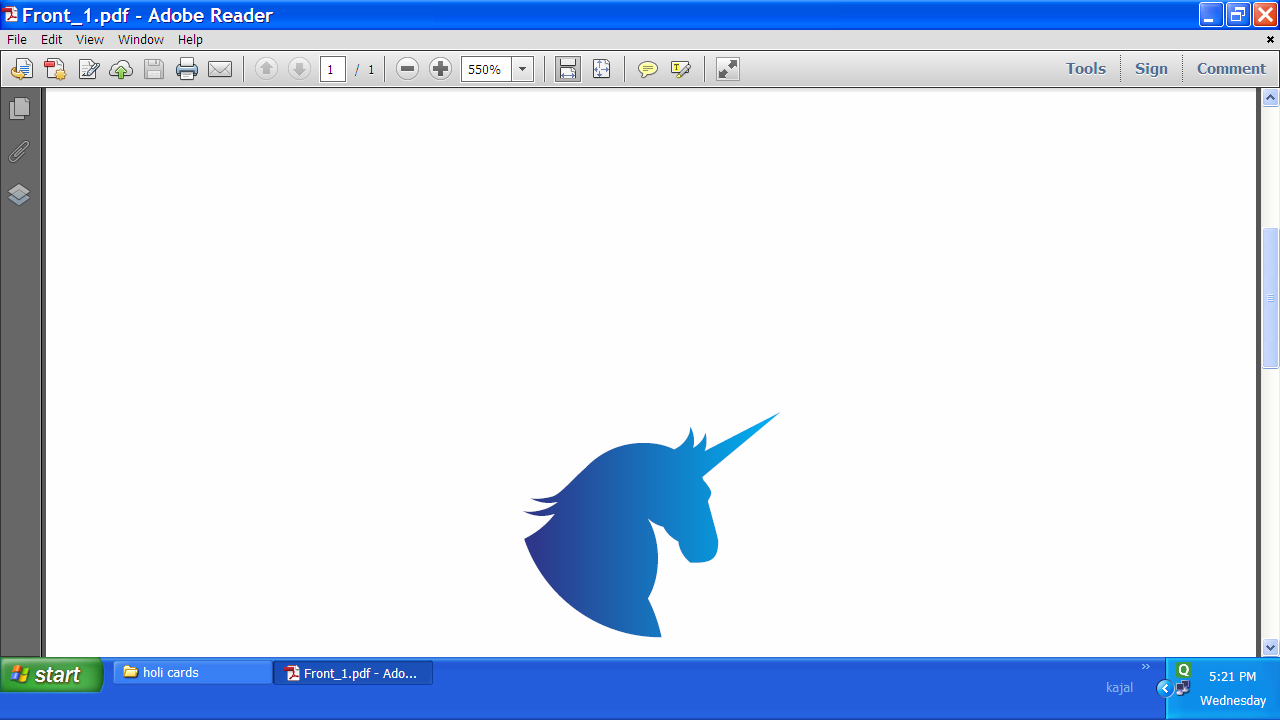 Front_1.pdf - Adobe Reader
File Edit View Window Help
1 / 1 550% Tools Sign Comment
start holi cards Front_1.pdf - Ado... » 5:21 PM
kajal Wednesday